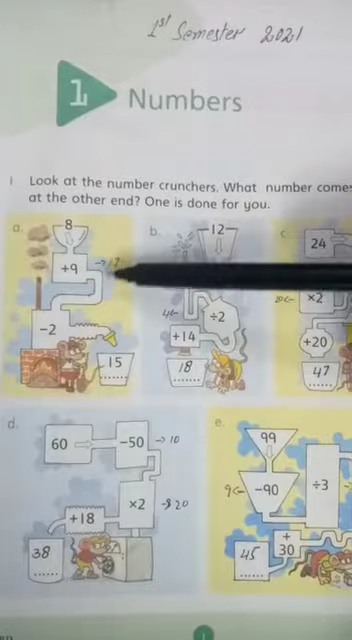 1st Semester 2021
1 Numbers
1 Look at the number crunchers. What number come
at the other end? One is done for you.
a.
8
+9
→17
-2
15
b.
12
÷2
+14
18
c.
24
×2
+20
47
d.
60
-50 → 10
×2 → 20
+18
38
e.
99
9← -90
÷3
+
30
45
1